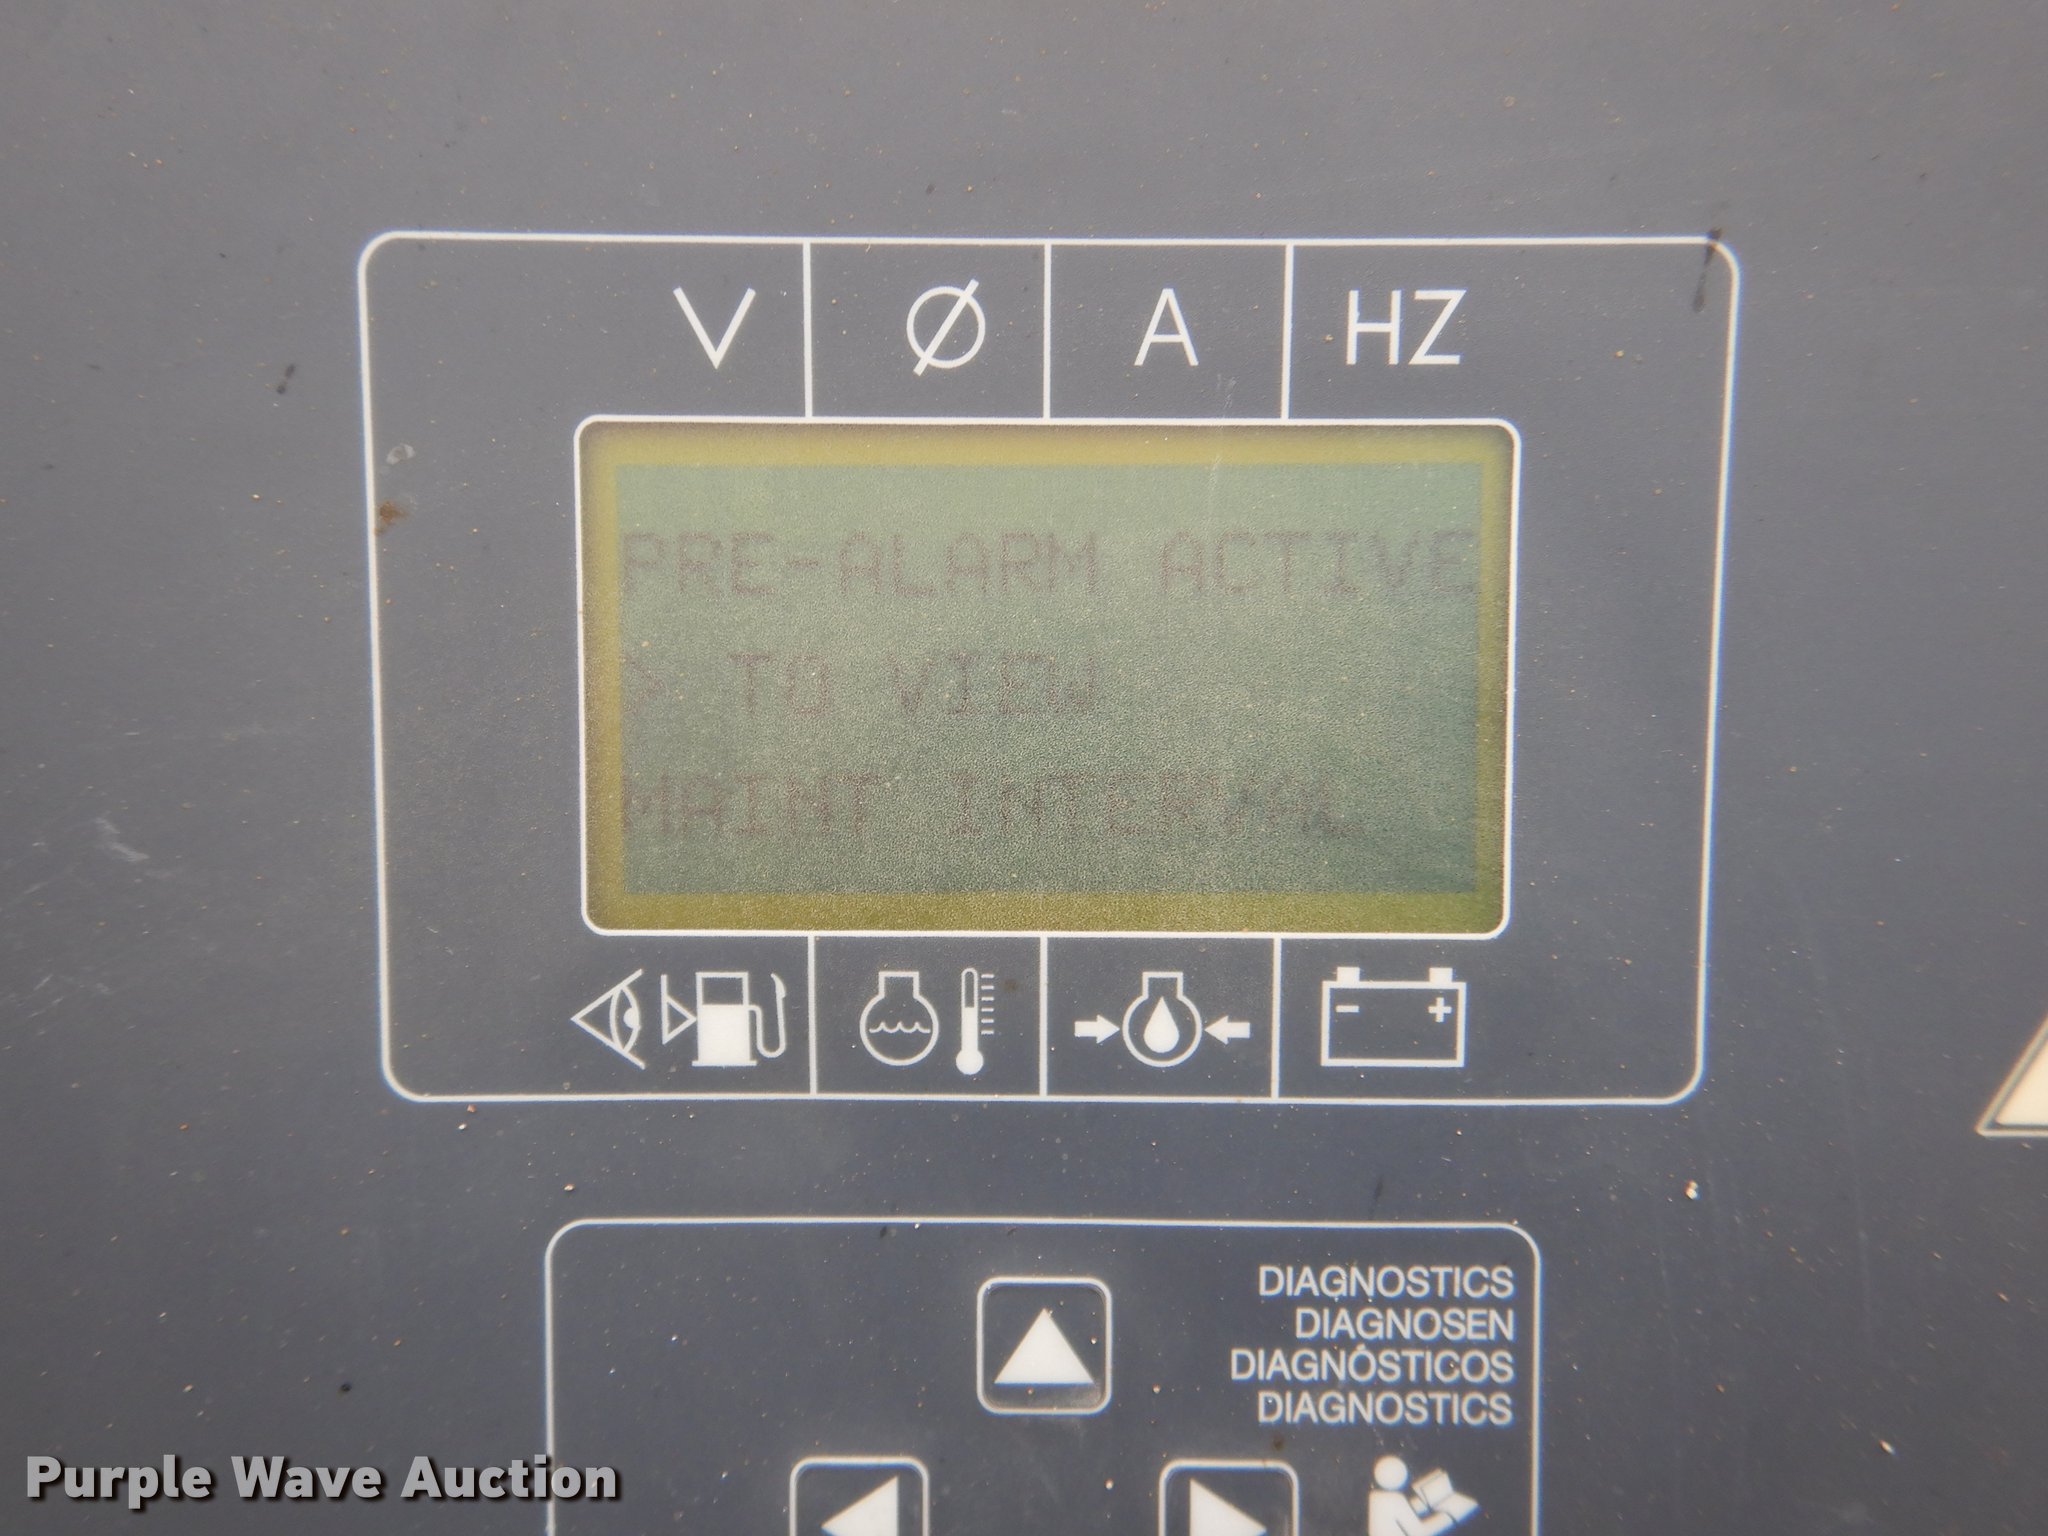 V Ø A HZ
PRE-ALARM ACTIVE
> TO VIEW
MAINT INTERVAL
- +
DIAGNOSTICS
DIAGNOSEN
DIAGNÓSTICOS
DIAGNOSTICS
Purple Wave Auction